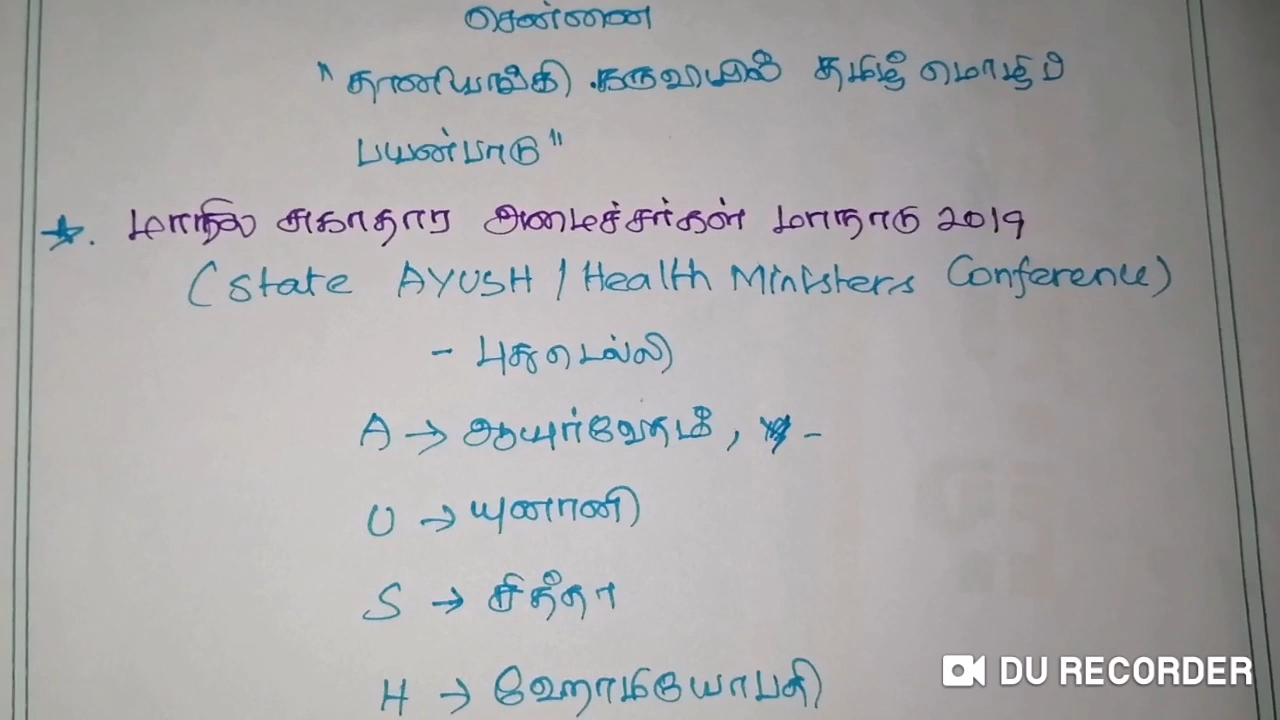 சென்னை
"தானியங்கி கருவியில் தமிழ் மொழிப்
பயன்பாடு"
★. மாநில சுகாதார அமைச்சர்கள் மாநாடு 2019
(State AYUSH / Health Ministers Conference)
- புதுடெல்லி
A → ஆயுர்வேதம், -
U → யுனானி
S → சித்தா
H → ஹோமியோபதி
DU RECORDER